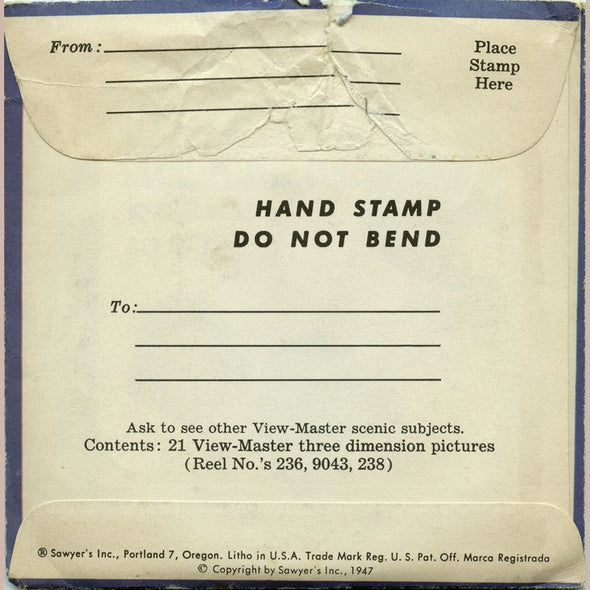 From:
Place
Stamp
Here
HAND STAMP
DO NOT BEND
To:
Ask to see other View-Master scenic subjects.
Contents: 21 View-Master three dimension pictures
(Reel No.'s 236, 9043, 238)
® Sawyer's Inc., Portland 7, Oregon. Litho in U.S.A. Trade Mark Reg. U. S. Pat. Off. Marca Registrada
© Copyright by Sawyer's Inc., 1947